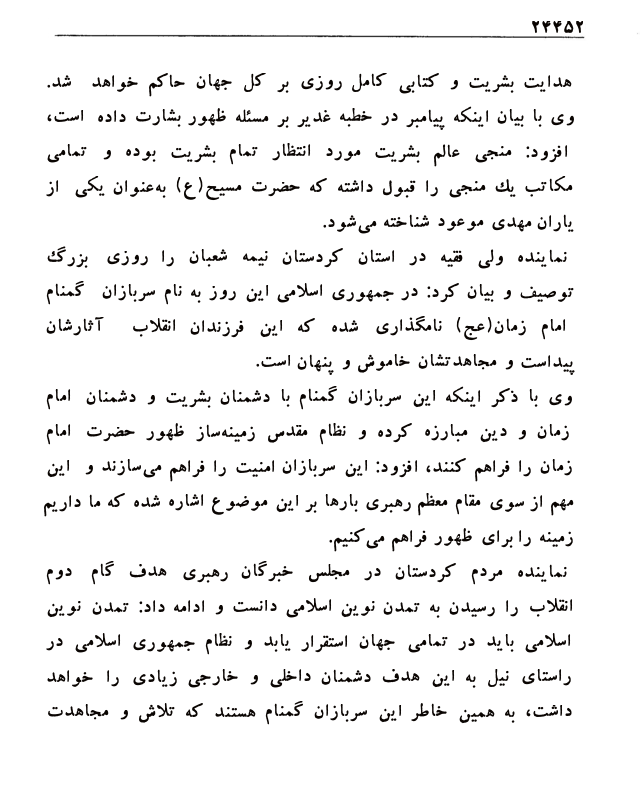 ۲۴۴۵۲
هدایت بشریت و کتابی کامل روزی بر کل جهان حاکم خواهد شد.
وی با بیان اینکه پیامبر در خطبه غدیر بر مسئله ظهور بشارت داده است،
افزود: منجی عالم بشریت مورد انتظار تمام بشریت بوده و تمامی
مکاتب یك منجی را قبول داشته که حضرت مسیح(ع) به‌عنوان یکی از
یاران مهدی موعود شناخته می‌شود.
نماینده ولی فقیه در استان کردستان نیمه شعبان را روزی بزرگ
توصیف و بیان کرد: در جمهوری اسلامی این روز به نام سربازان گمنام
امام زمان(عج) نامگذاری شده که این فرزندان انقلاب آثارشان
پیداست و مجاهدتشان خاموش و پنهان است.
وی با ذکر اینکه این سربازان گمنام با دشمنان بشریت و دشمنان امام
زمان و دین مبارزه کرده و نظام مقدس زمینه‌ساز ظهور حضرت امام
زمان را فراهم کنند، افزود: این سربازان امنیت را فراهم می‌سازند و این
مهم از سوی مقام معظم رهبری بارها بر این موضوع اشاره شده که ما داریم
زمینه را برای ظهور فراهم می‌کنیم.
نماینده مردم کردستان در مجلس خبرگان رهبری هدف گام دوم
انقلاب را رسیدن به تمدن نوین اسلامی دانست و ادامه داد: تمدن نوین
اسلامی باید در تمامی جهان استقرار یابد و نظام جمهوری اسلامی در
راستای نیل به این هدف دشمنان داخلی و خارجی زیادی را خواهد
داشت، به همین خاطر این سربازان گمنام هستند که تلاش و مجاهدت